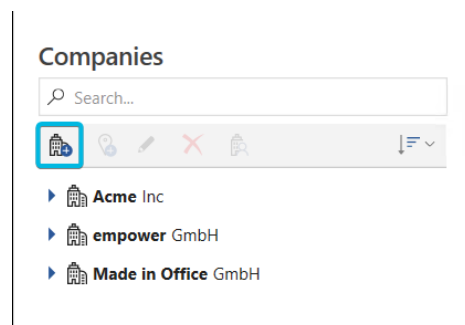 Companies
Search...
Acme Inc
empower GmbH
Made in Office GmbH